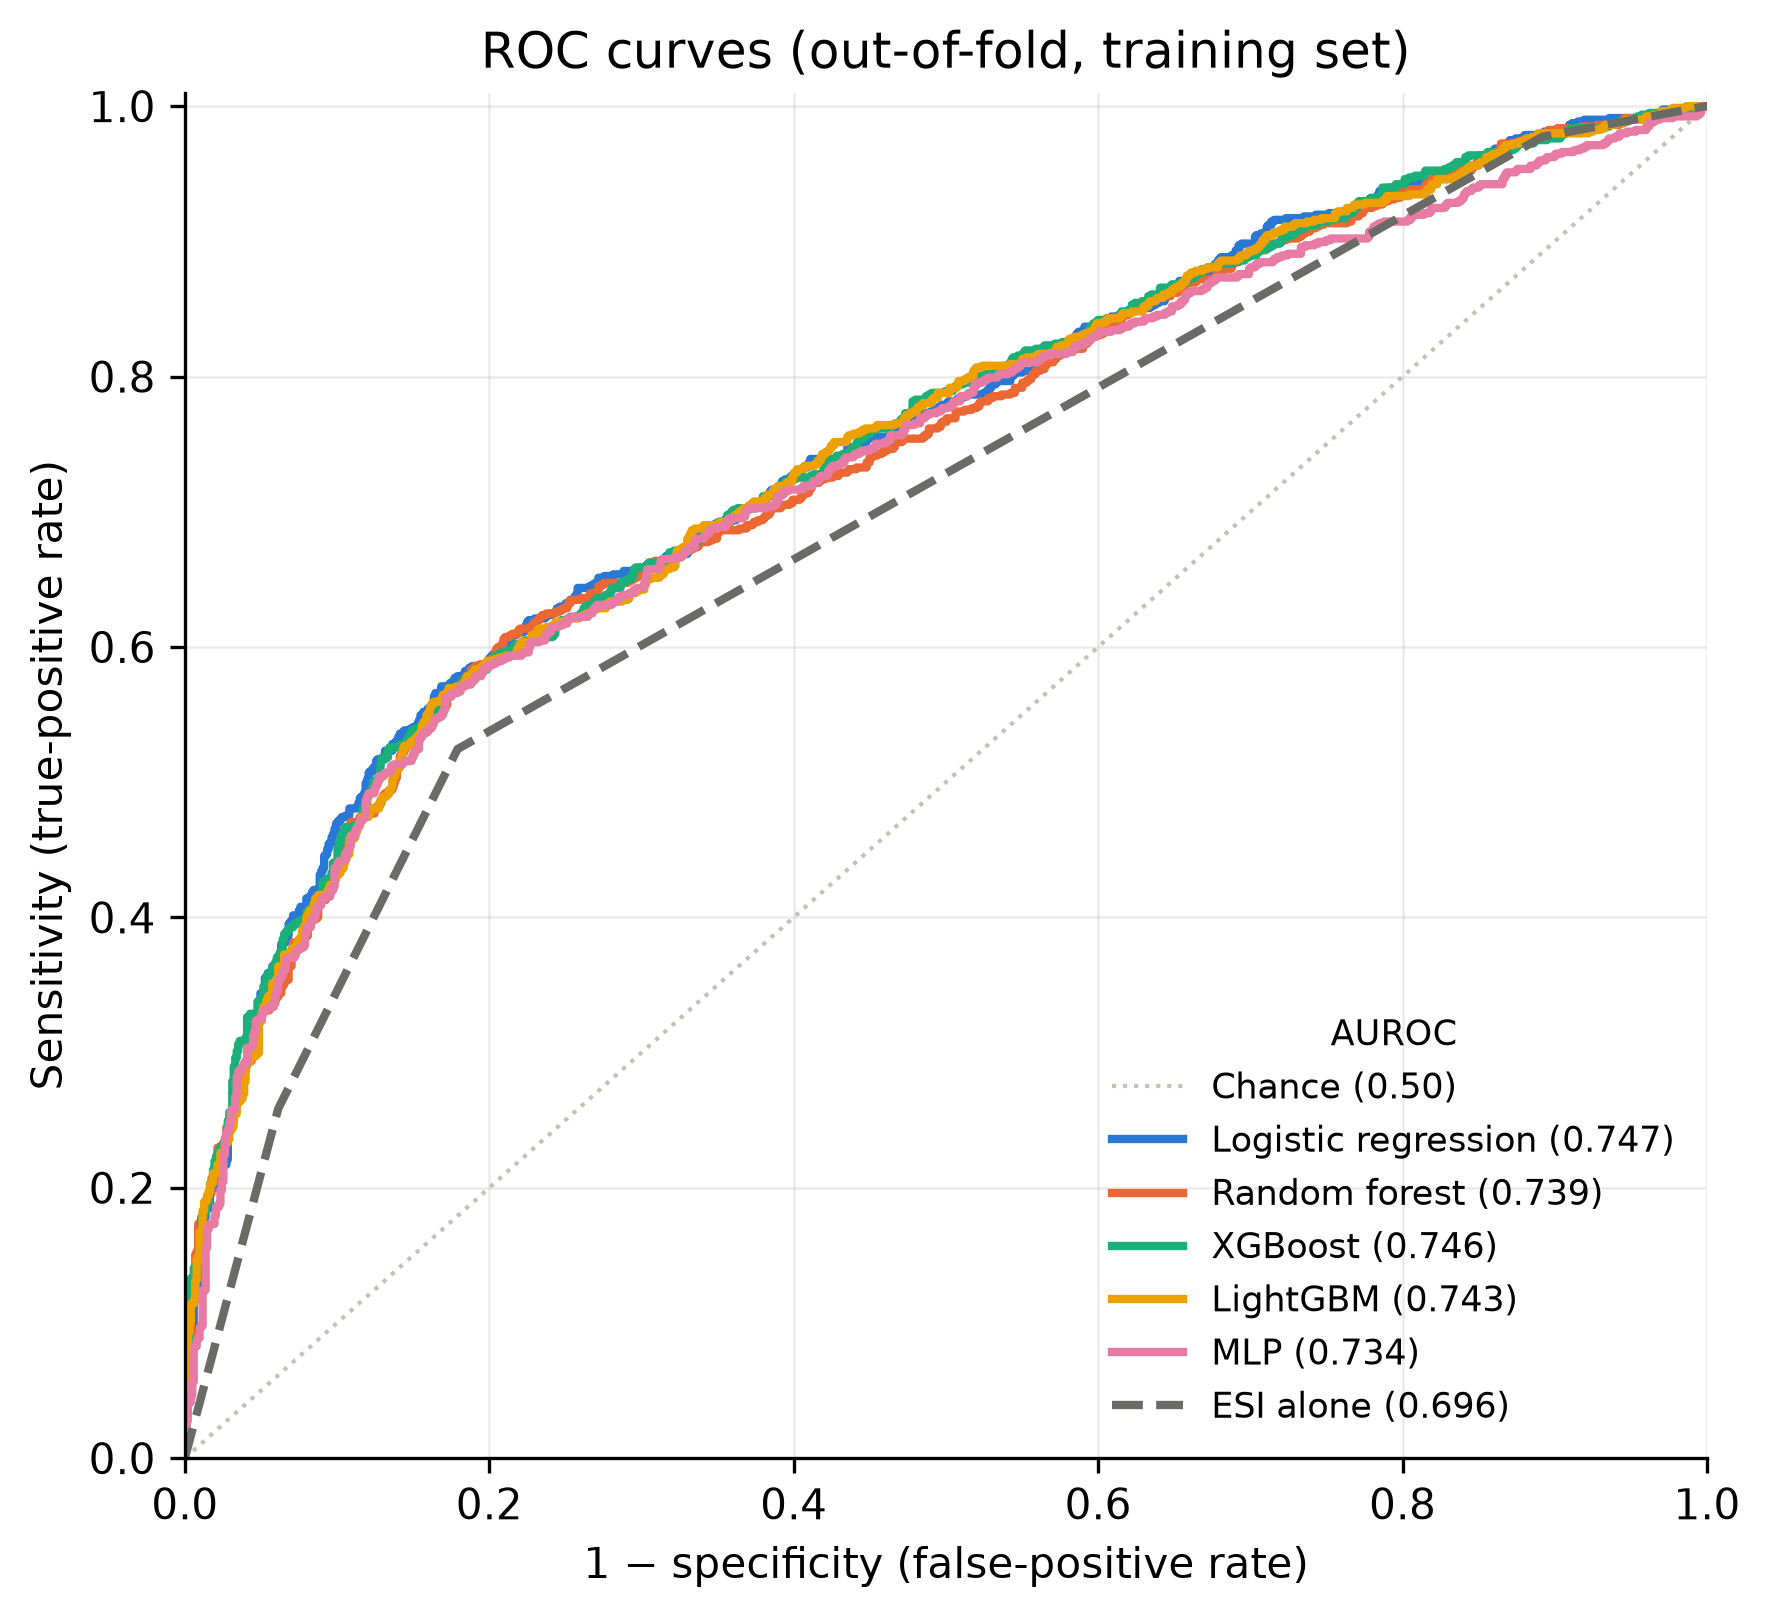 ROC curves (out-of-fold, training set)
Sensitivity (true-positive rate)
1.0
0.8
0.6
0.4
0.2
0.0
AUROC
Chance (0.50)
Logistic regression (0.747)
Random forest (0.739)
XGBoost (0.746)
LightGBM (0.743)
MLP (0.734)
ESI alone (0.696)
0.0 0.2 0.4 0.6 0.8 1.0
1 − specificity (false-positive rate)